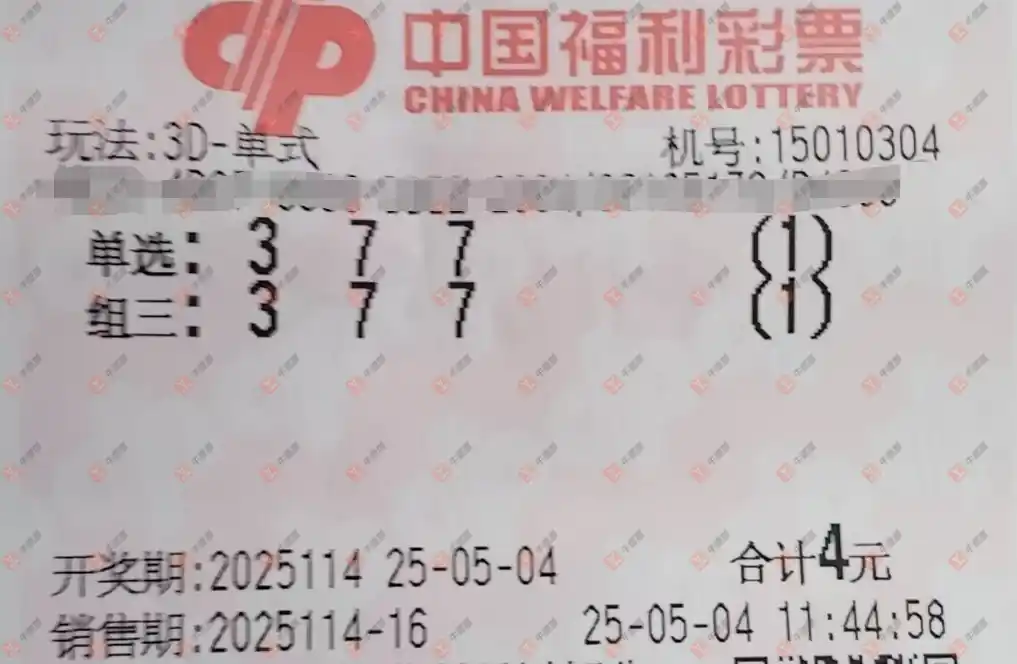 中国福利彩票
CHINA WELFARE LOTTERY
玩法:3D-单式 机号:15010304
单选: 3 7 7 (1)
组三: 3 7 7 (1)
开奖期:2025114 25-05-04 合计4元
销售期:2025114-16 25-05-04 11:44:58